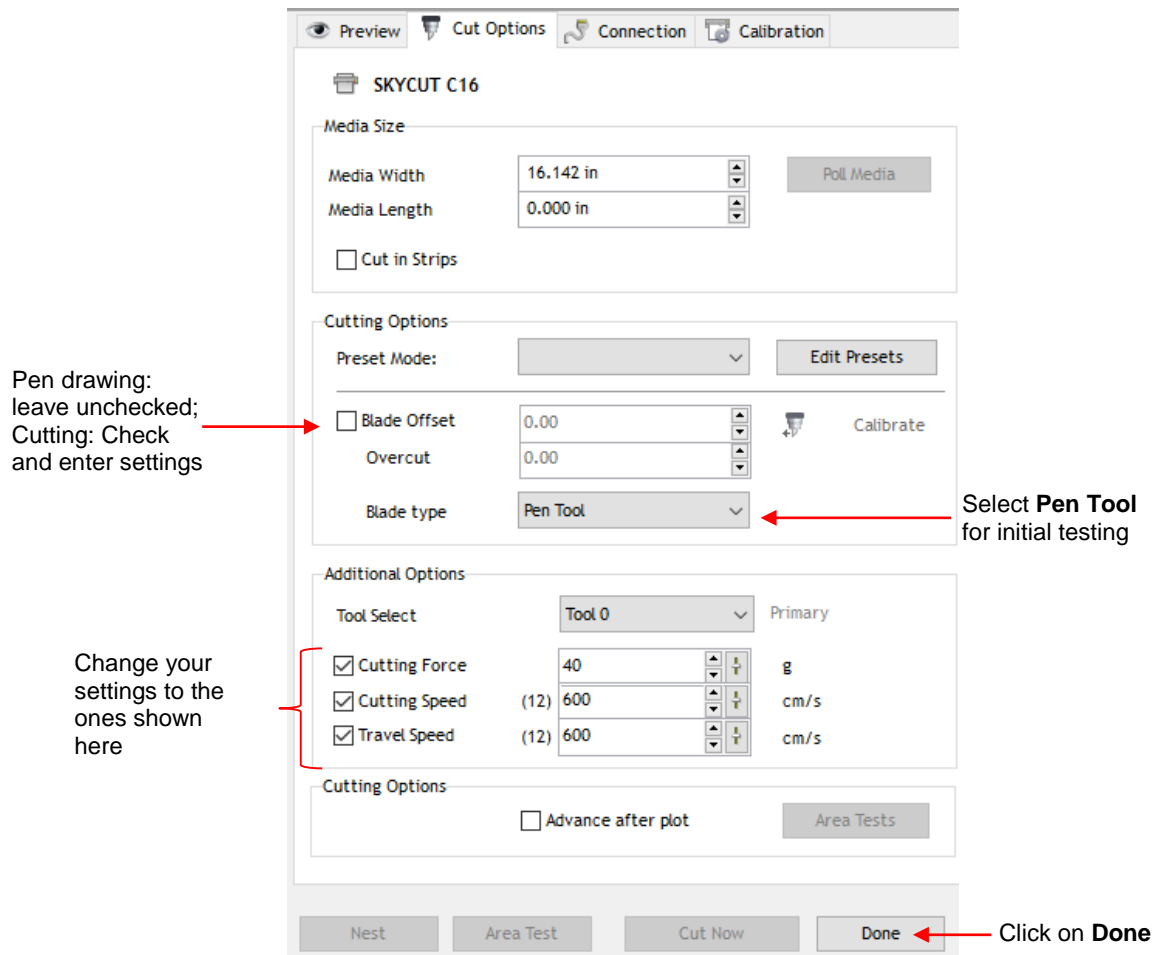 Preview Cut Options Connection Calibration
SKYCUT C16
Media Size
Media Width 16.142 in Poll Media
Media Length 0.000 in
Cut in Strips
Cutting Options
Preset Mode: Edit Presets
Pen drawing:
leave unchecked;
Cutting: Check
and enter settings
Blade Offset 0.00 Calibrate
Overcut 0.00
Blade type Pen Tool
Select Pen Tool
for initial testing
Additional Options
Tool Select Tool 0 Primary
Change your
settings to the
ones shown
here
Cutting Force 40 g
Cutting Speed (12) 600 cm/s
Travel Speed (12) 600 cm/s
Cutting Options
Advance after plot Area Tests
Nest Area Test Cut Now Done
Click on Done